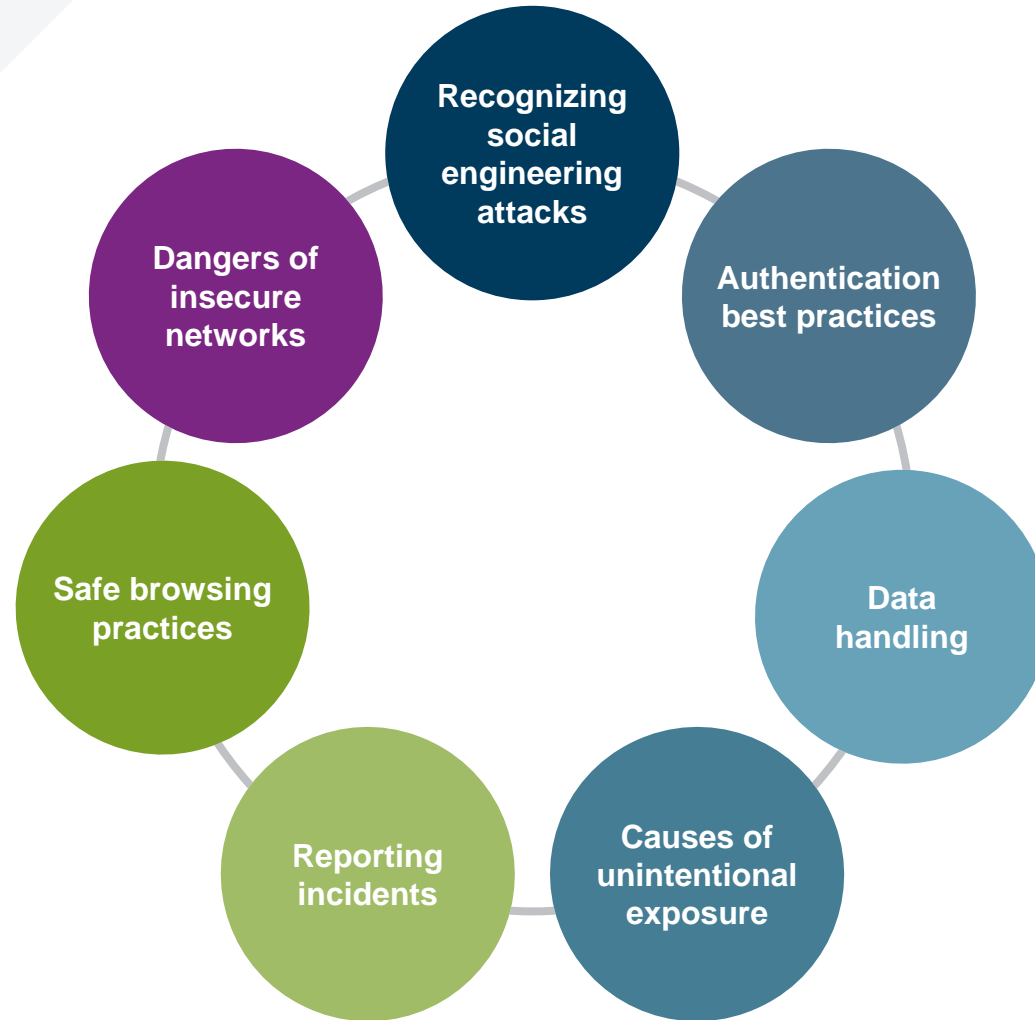 Recognizing
social
engineering
attacks
Authentication
best practices
Data
handling
Causes of
unintentional
exposure
Reporting
incidents
Safe browsing
practices
Dangers of
insecure
networks